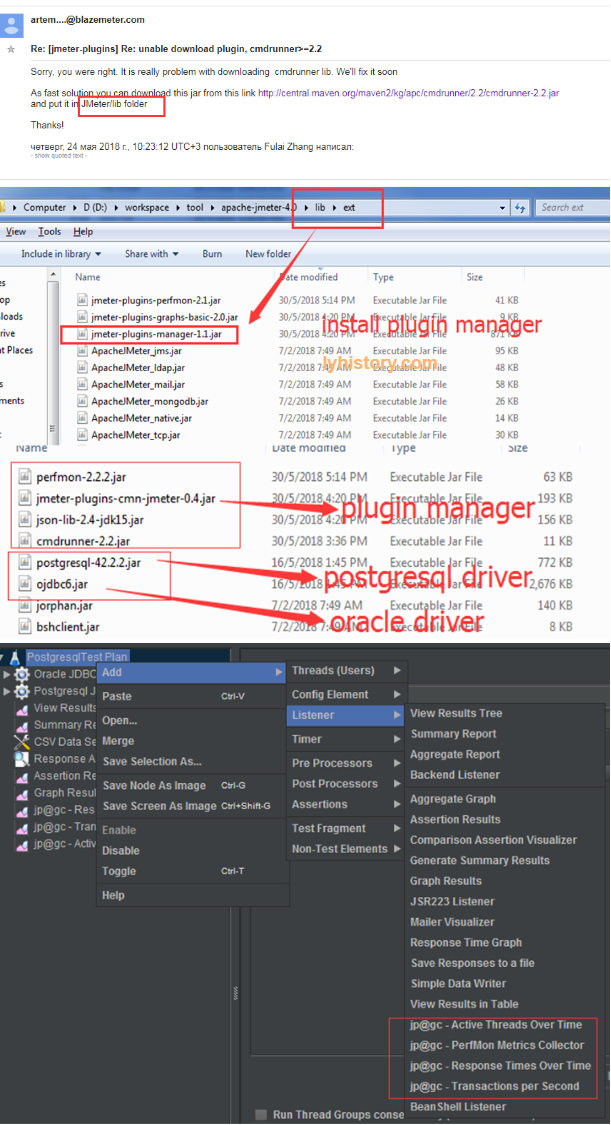 artem....@blazemeter.com
Re: [jmeter-plugins] Re: unable download plugin, cmdrunner>=2.2
Sorry, you were right. It is really problem with downloading cmdrunner lib. We'll fix it soon
As fast solution you can download this jar from this link http://central.maven.org/maven2/kg/apc/cmdrunner/2.2/cmdrunner-2.2.jar
and put it in JMeter/lib folder
Thanks!
четверг, 24 мая 2018 г., 10:23:12 UTC+3 пользователь Fulai Zhang написал:
- show quoted text -
Computer D (D:) workspace tool apache-jmeter-4.0 lib ext Search ext
View Tools Help
Include in library Share with Burn New folder
Name Date modified Type Size
jmeter-plugins-perfmon-2.1.jar 30/5/2018 5:14 PM Executable Jar File 41 KB
jmeter-plugins-graphs-basic-2.0.jar 30/5/2018 4:20 PM Executable Jar File 9 KB
jmeter-plugins-manager-1.1.jar 30/5/2018 4:20 PM Executable Jar File 871 KB
install plugin manager
ApacheJMeter_jms.jar 7/2/2018 7:49 AM Executable Jar File 95 KB
lyhistory.com
ApacheJMeter_ldap.jar 7/2/2018 7:49 AM Executable Jar File 48 KB
ApacheJMeter_mail.jar 7/2/2018 7:49 AM Executable Jar File 58 KB
ApacheJMeter_mongodb.jar 7/2/2018 7:49 AM Executable Jar File 26 KB
ApacheJMeter_native.jar 7/2/2018 7:49 AM Executable Jar File 14 KB
ApacheJMeter_tcp.jar 7/2/2018 7:49 AM Executable Jar File 30 KB
Name Date modified Type Size
perfmon-2.2.2.jar 30/5/2018 5:14 PM Executable Jar File 63 KB
jmeter-plugins-cmn-jmeter-0.4.jar 30/5/2018 4:20 PM Executable Jar File 193 KB
plugin manager
json-lib-2.4-jdk15.jar 30/5/2018 4:20 PM Executable Jar File 156 KB
cmdrunner-2.2.jar 30/5/2018 3:36 PM Executable Jar File 11 KB
postgresql-42.2.2.jar 16/5/2018 1:45 PM Executable Jar File 772 KB
postgresql driver
ojdbc6.jar 16/5/2018 1:45 PM Executable Jar File 2,676 KB
jorphan.jar 7/2/2018 7:49 AM Executable Jar File 140 KB
oracle driver
bshclient.jar 7/2/2018 7:49 AM Executable Jar File 8 KB
PostgresqlTest Plan
Oracle JDBC
Postgresql J
View Results
Summary Re
CSV Data Se
Response A
Assertion Re
Graph Resul
jp@gc - Res
jp@gc - Tran
jp@gc - Activ
Add
Paste Ctrl-V
Open...
Merge
Save Selection As...
Save Node As Image Ctrl-G
Save Screen As Image Ctrl+Shift-G
Enable
Disable
Toggle Ctrl-T
Help
Threads (Users)
Config Element
Listener
Timer
Pre Processors
Post Processors
Assertions
Test Fragment
Non-Test Elements
View Results Tree
Summary Report
Aggregate Report
Backend Listener
Aggregate Graph
Assertion Results
Comparison Assertion Visualizer
Generate Summary Results
Graph Results
JSR223 Listener
Mailer Visualizer
Response Time Graph
Save Responses to a file
Simple Data Writer
View Results in Table
jp@gc - Active Threads Over Time
jp@gc - PerfMon Metrics Collector
jp@gc - Response Times Over Time
jp@gc - Transactions per Second
BeanShell Listener
Run Thread Groups conse